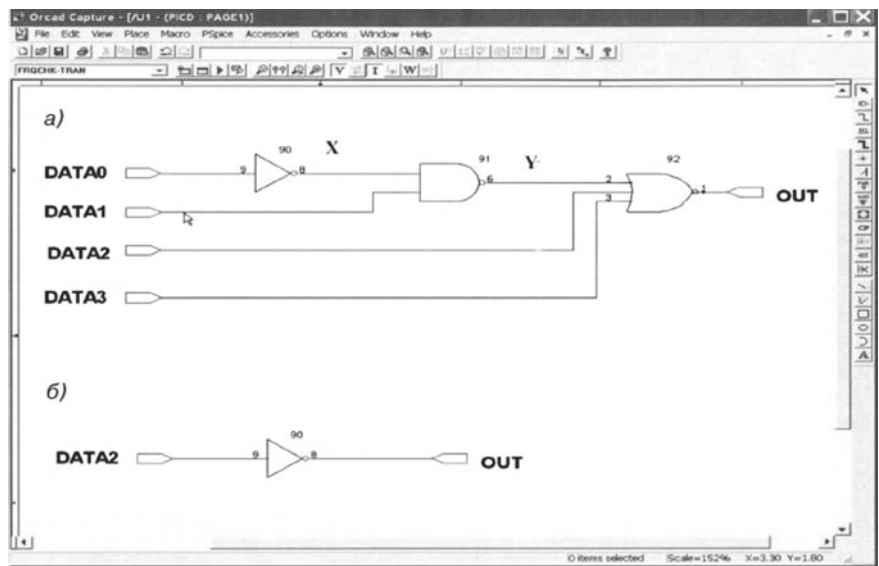 Orcad Capture - [/U1 - (PICD : PAGE1)]
File Edit View Place Macro PSpice Accessories Options Window Help
FRQCHK-TRAN
V I W
а)
90 X 91 Y 92
DATA0 9 8 6 2 3 1 OUT
DATA1
DATA2
DATA3
б)
90
DATA2 9 8 OUT
0 items selected Scale=152% X=3.30 Y=1.80